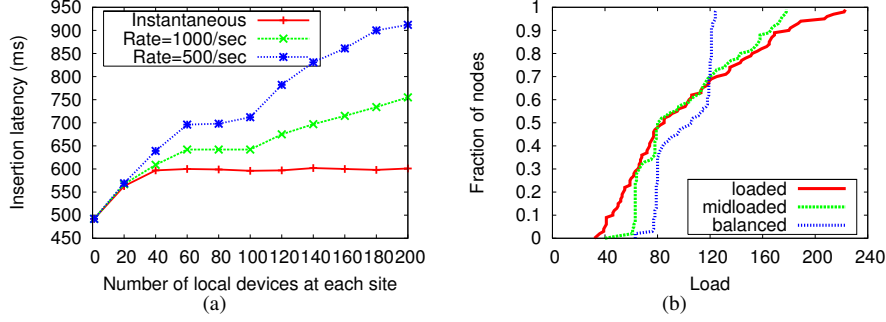 Insertion latency (ms)
950
900
850
800
750
700
650
600
550
500
450
Instantaneous
Rate=1000/sec
Rate=500/sec
0 20 40 60 80 100 120 140 160 180 200
Number of local devices at each site
(a)
Fraction of nodes
1
0.9
0.8
0.7
0.6
0.5
0.4
0.3
0.2
0.1
0
loaded
midloaded
balanced
0 40 80 120 160 200 240
Load
(b)